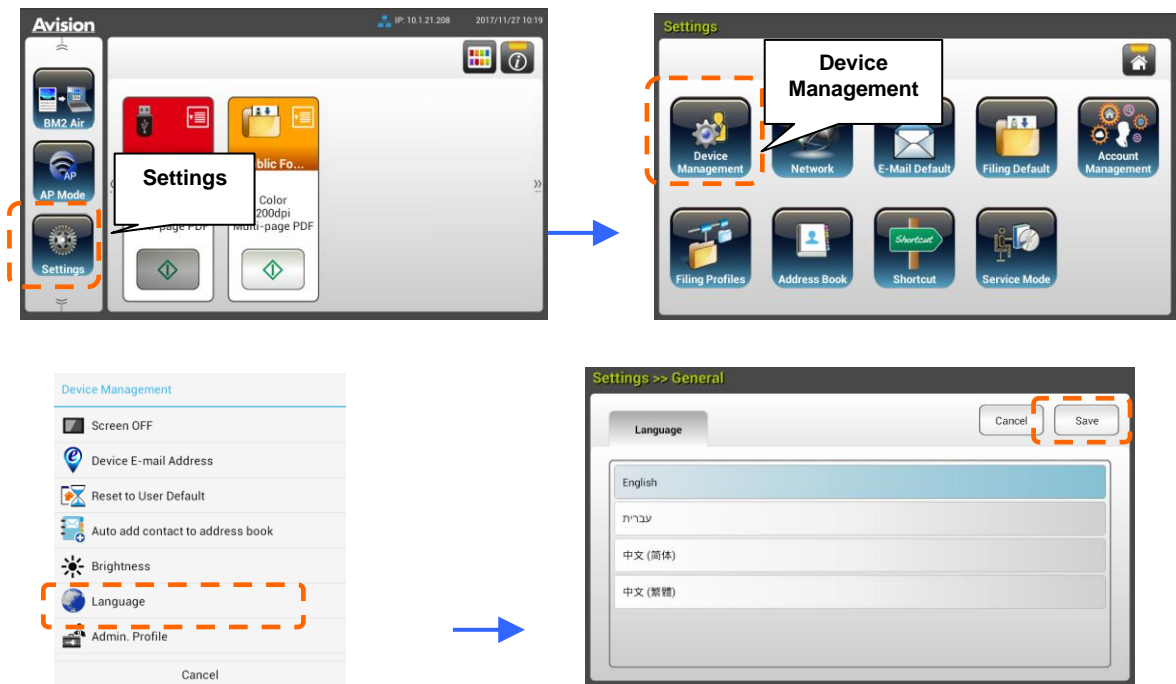 Avision
IP: 10.1.21.208 2017/11/27 10:19
BM2 Air
AP
AP Mode
Settings
Settings
blic Fo...
Color
200dpi
Multi-page PDF
page PDF
Settings
Device
Management
Device
Management
Network
E-Mail Default
Filing Default
Account
Management
Filing Profiles
Address Book
Shortcut
Shortcut
Service Mode
Device Management
Screen OFF
Device E-mail Address
Reset to User Default
Auto add contact to address book
Brightness
Language
Admin. Profile
Cancel
Settings >> General
Language
Cancel
Save
English
עברית
中文 (简体)
中文 (繁體)